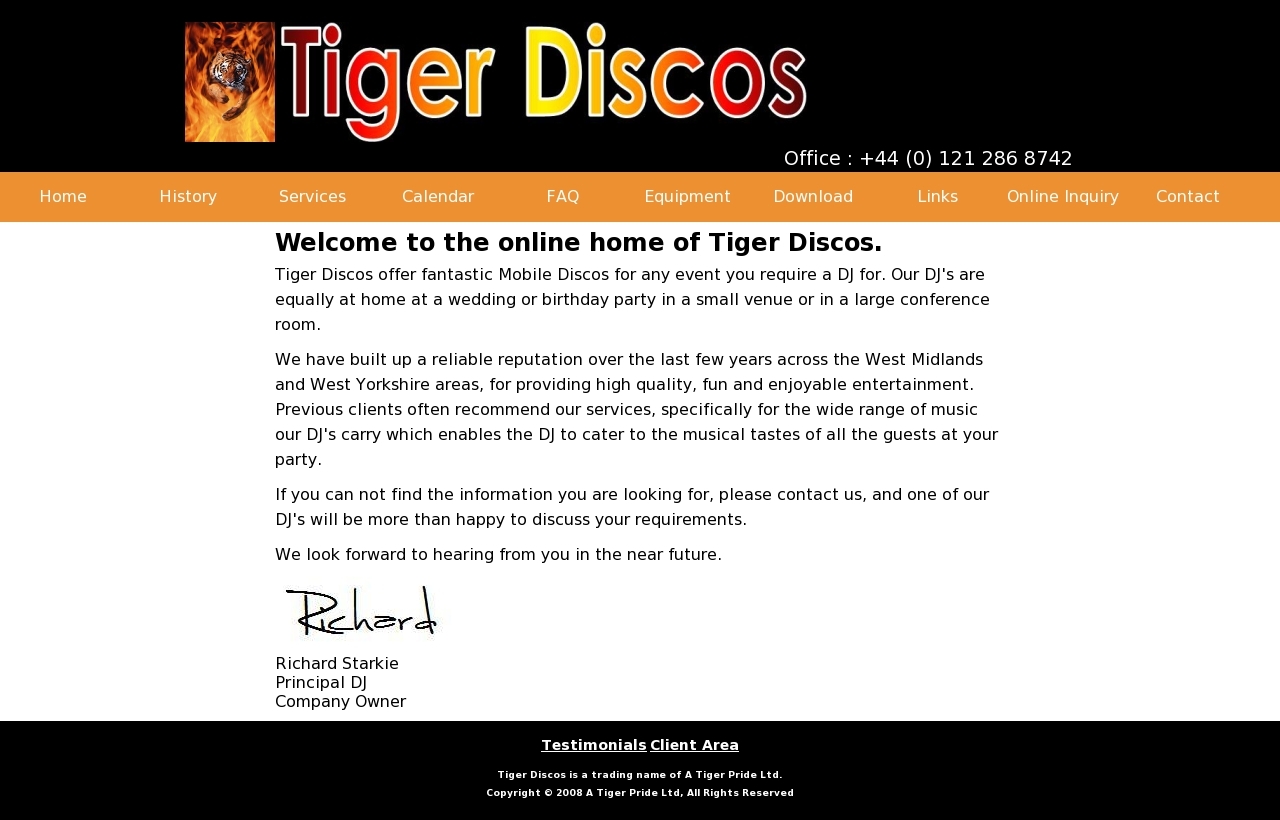 Tiger Discos
Office : +44 (0) 121 286 8742
Home History Services Calendar FAQ Equipment Download Links Online Inquiry Contact
Welcome to the online home of Tiger Discos.
Tiger Discos offer fantastic Mobile Discos for any event you require a DJ for. Our DJ's are
equally at home at a wedding or birthday party in a small venue or in a large conference
room.
We have built up a reliable reputation over the last few years across the West Midlands
and West Yorkshire areas, for providing high quality, fun and enjoyable entertainment.
Previous clients often recommend our services, specifically for the wide range of music
our DJ's carry which enables the DJ to cater to the musical tastes of all the guests at your
party.
If you can not find the information you are looking for, please contact us, and one of our
DJ's will be more than happy to discuss your requirements.
We look forward to hearing from you in the near future.
Richard
Richard Starkie
Principal DJ
Company Owner
Testimonials Client Area
Tiger Discos is a trading name of A Tiger Pride Ltd.
Copyright © 2008 A Tiger Pride Ltd, All Rights Reserved